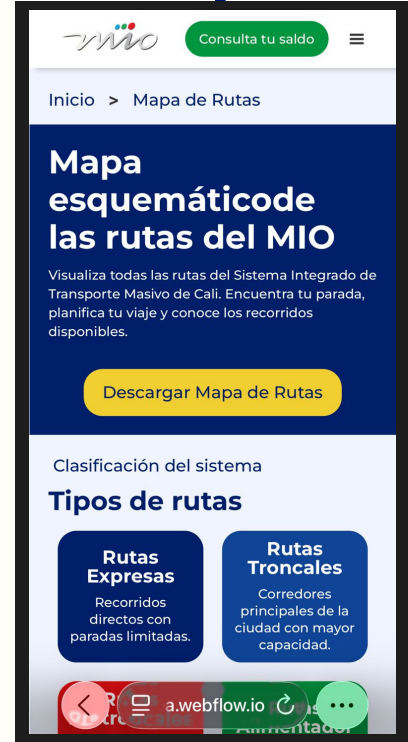 mio
Consulta tu saldo
Inicio > Mapa de Rutas
Mapa
esquemáticode
las rutas del MIO
Visualiza todas las rutas del Sistema Integrado de
Transporte Masivo de Cali. Encuentra tu parada,
planifica tu viaje y conoce los recorridos
disponibles.
Descargar Mapa de Rutas
Clasificación del sistema
Tipos de rutas
Rutas
Expresas
Recorridos
directos con
paradas limitadas.
Rutas
Troncales
Corredores
principales de la
ciudad con mayor
capacidad.
Rutas
Alimentador
a.webflow.io